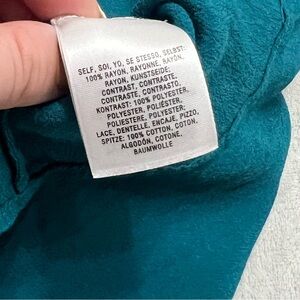 SELF, SOI, YO, SE STESSO, SELBST:
100% RAYON, RAYONNE, RAYON,
RAYON, KUNSTSEIDE;
CONTRAST, CONTRASTE,
CONTRASTE, CONTRASTO,
KONTRAST: 100% POLYESTER,
POLYESTER, POLIÉSTER,
POLIESTERE, POLYESTER;
LACE, DENTELLE, ENCAJE, PIZZO,
SPITZE: 100% COTTON, COTON,
ALGODÓN, COTONE,
BAUMWOLLE